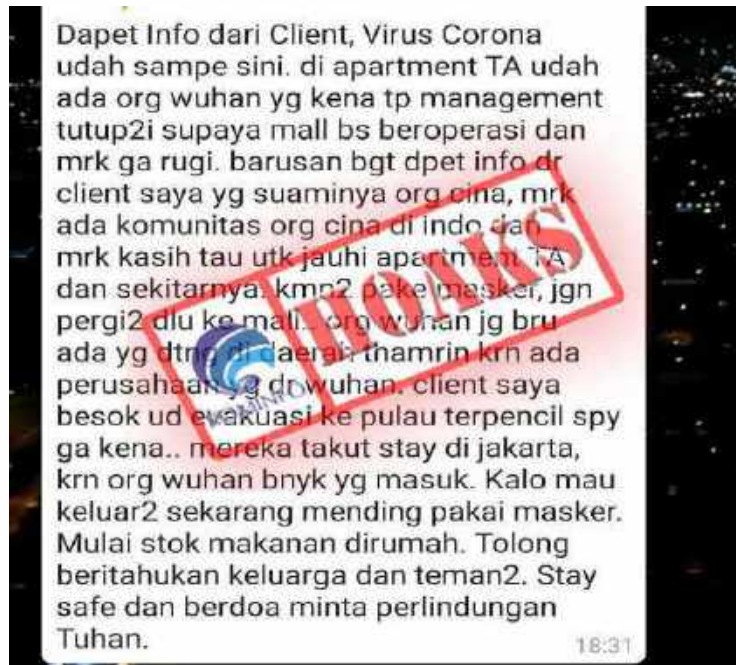 Dapet Info dari Client, Virus Corona
udah sampe sini. di apartment TA udah
ada org wuhan yg kena tp management
tutup2i supaya mall bs beroperasi dan
mrk ga rugi. barusan bgt dpet info dr
client saya yg suaminya org cina, mrk
ada komunitas org cina di indo dan
mrk kasih tau utk jauhi apartment TA
dan sekitarnya. kmn2 pake masker, jgn
pergi2 dlu ke mall.. org wuhan jg bru
ada yg dtng di daerah thamrin krn ada
perusahaan yg dr wuhan. client saya
besok ud evakuasi ke pulau terpencil spy
ga kena.. mereka takut stay di jakarta,
krn org wuhan bnyk yg masuk. Kalo mau
keluar2 sekarang mending pakai masker.
Mulai stok makanan dirumah. Tolong
beritahukan keluarga dan teman2. Stay
safe dan berdoa minta perlindungan
Tuhan.
18:31
HOAKS
KOMINFO